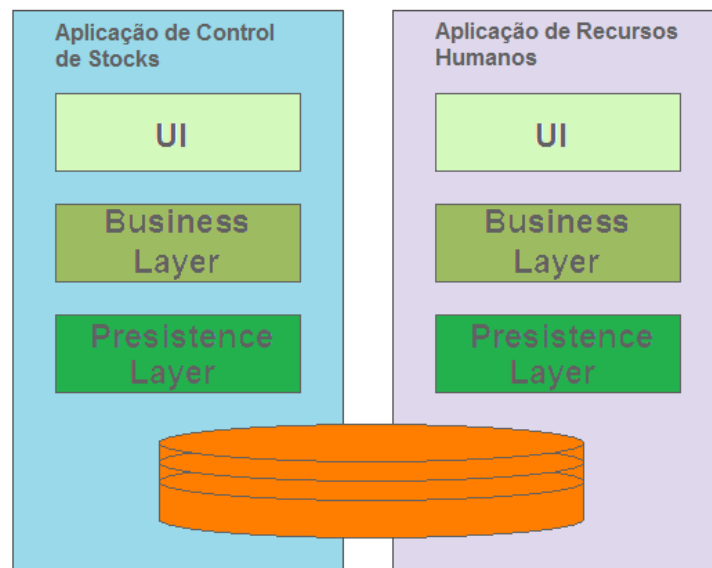 Aplicação de Control
de Stocks
UI
Business
Layer
Presistence
Layer
Aplicação de Recursos
Humanos
UI
Business
Layer
Presistence
Layer